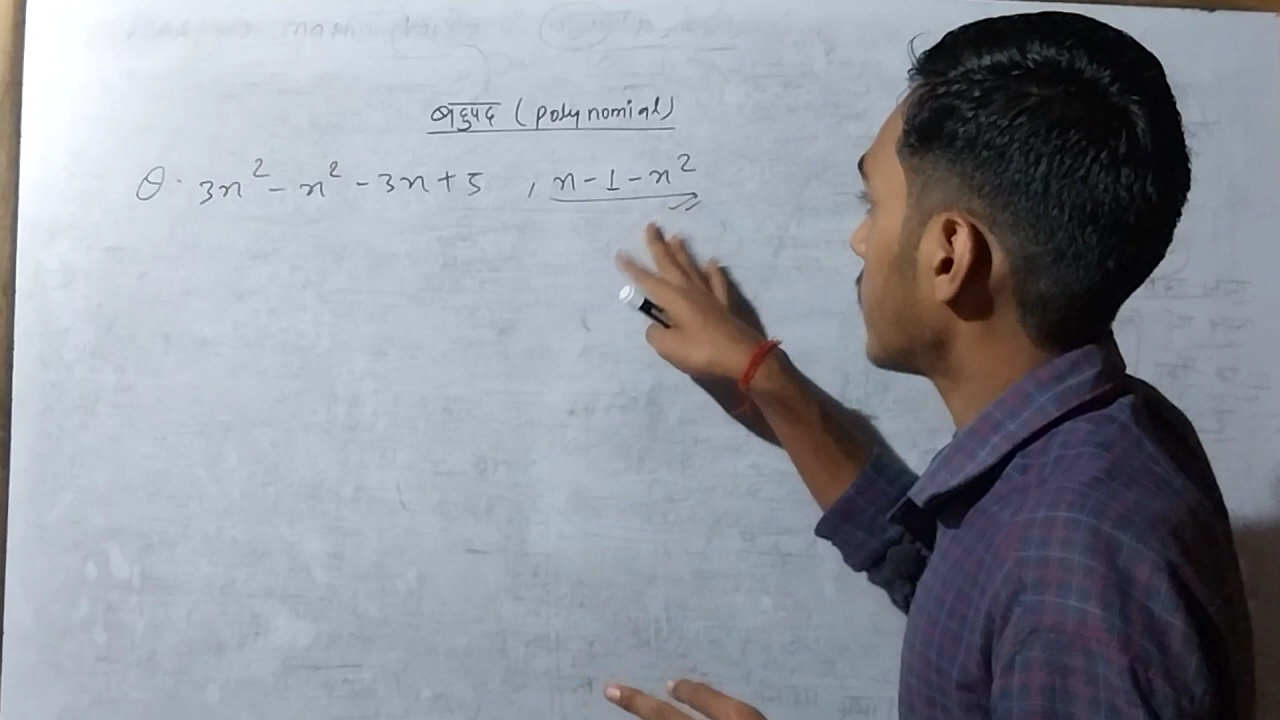 बहुपद (polynomial)
Q. 3x² - x² - 3x + 5 , x - 1 - x²